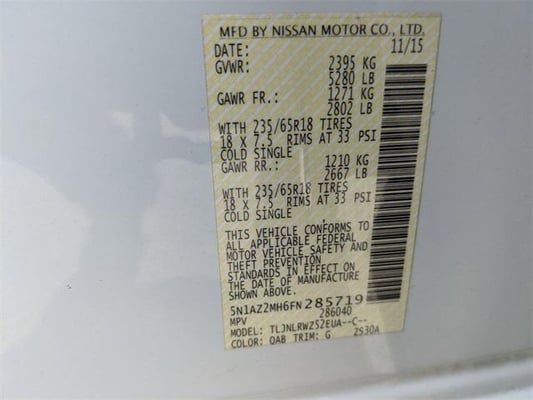 MFD BY NISSAN MOTOR CO., LTD.
DATE: 11/15
GVWR: 2395 KG
5280 LB
GAWR FR.: 1271 KG
2802 LB
WITH 235/65R18 TIRES
18 X 7.5 RIMS AT 33 PSI
COLD SINGLE
GAWR RR.: 1210 KG
2667 LB
WITH 235/65R18 TIRES
18 X 7.5 RIMS AT 33 PSI
COLD SINGLE
THIS VEHICLE CONFORMS TO
ALL APPLICABLE FEDERAL
MOTOR VEHICLE SAFETY AND
THEFT PREVENTION
STANDARDS IN EFFECT ON
THE DATE OF MANUFACTURE
SHOWN ABOVE.
5N1AZ2MH6FN285719
MPV 286040
TLJNLRWZ52EUA--C--
COLOR: QAB TRIM: G 2S30A